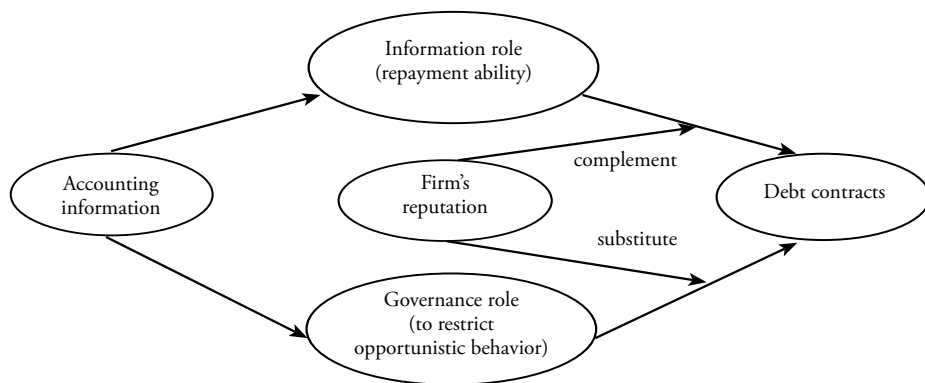 Information role
(repayment ability)
complement
Accounting
information
Firm's
reputation
Debt contracts
substitute
Governance role
(to restrict
opportunistic behavior)